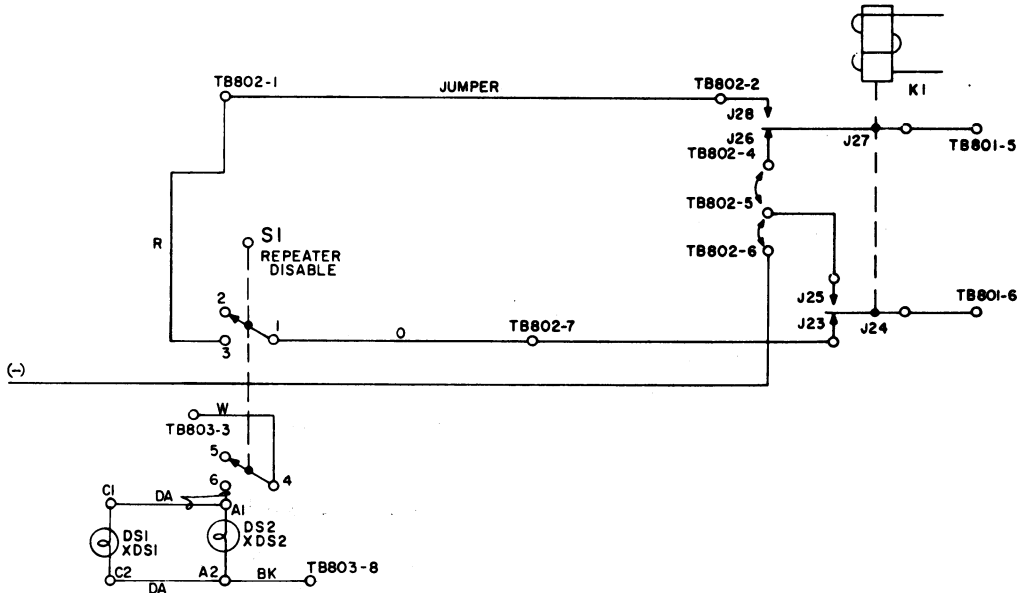 K1
TB802-1
JUMPER
TB802-2
J28
J26
J27
TB801-5
TB802-4
TB802-5
TB802-6
R
S1
REPEATER
DISABLE
2
1
3
O
TB802-7
J25
J23
J24
TB801-6
(-)
W
TB803-3
5
4
6
C1
DA
A1
DS1
XDS1
DS2
XDS2
C2
DA
A2
BK
TB803-8